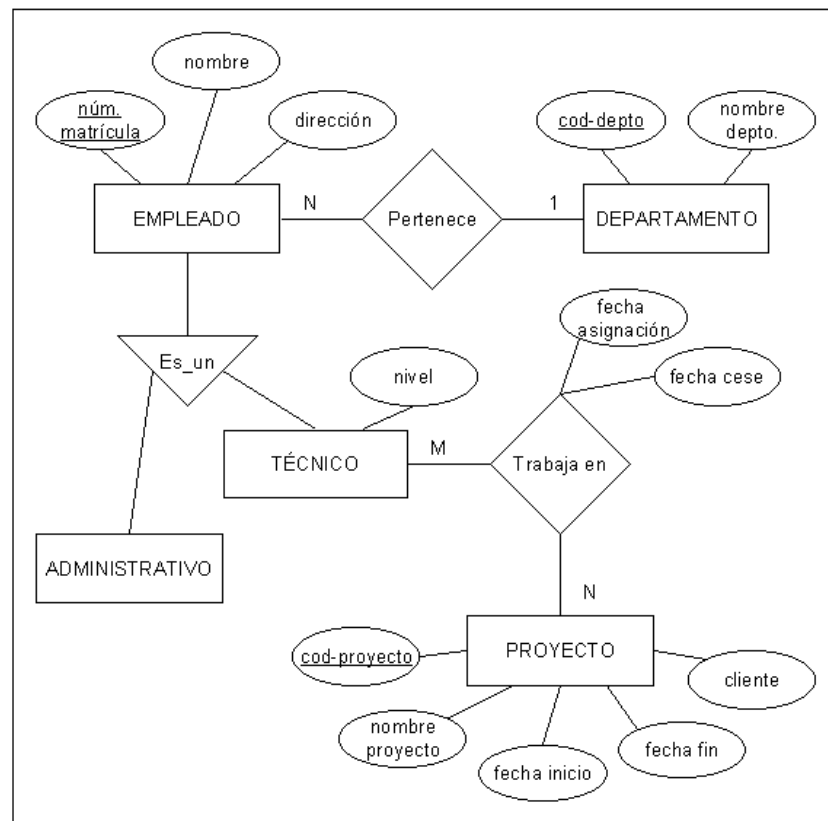 nombre
núm.
matrícula
dirección
cod-depto
nombre
depto.
EMPLEADO
N
Pertenece
1
DEPARTAMENTO
fecha
asignación
Es_un
nivel
fecha cese
TÉCNICO
M
Trabaja en
ADMINISTRATIVO
N
cod-proyecto
PROYECTO
cliente
nombre
proyecto
fecha inicio
fecha fin